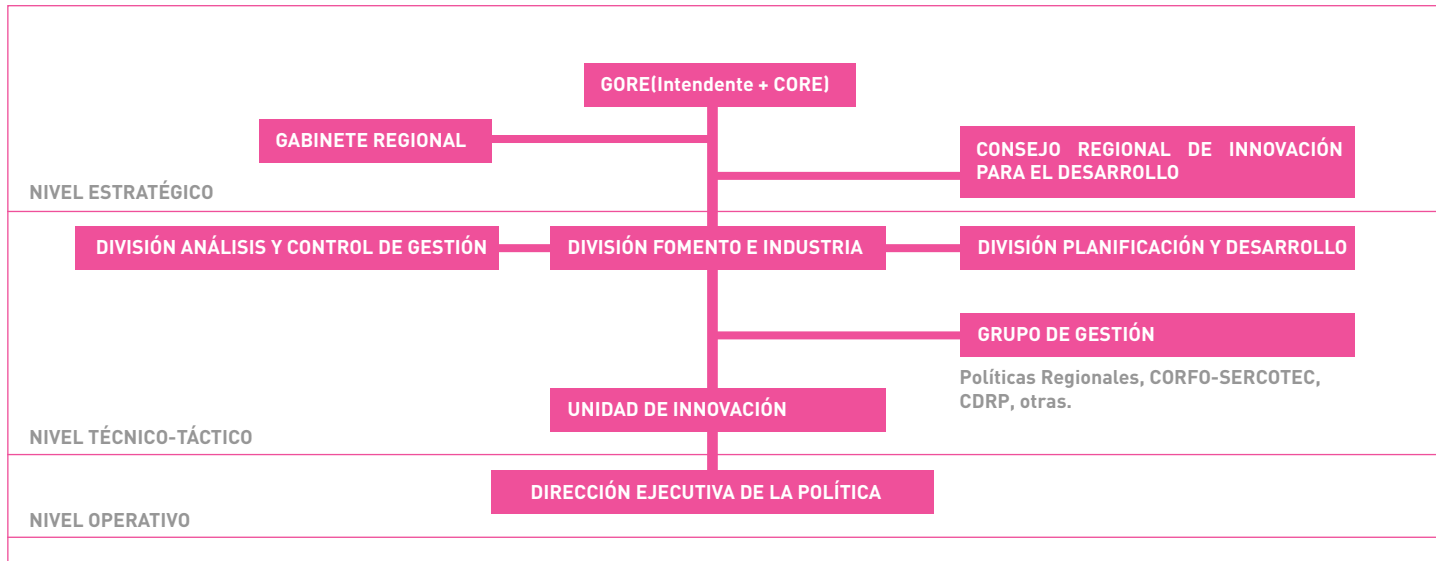 GORE(Intendente + CORE)
GABINETE REGIONAL
CONSEJO REGIONAL DE INNOVACIÓN
PARA EL DESARROLLO
NIVEL ESTRATÉGICO
DIVISIÓN ANÁLISIS Y CONTROL DE GESTIÓN
DIVISIÓN FOMENTO E INDUSTRIA
DIVISIÓN PLANIFICACIÓN Y DESARROLLO
GRUPO DE GESTIÓN
Políticas Regionales, CORFO-SERCOTEC,
CDRP, otras.
UNIDAD DE INNOVACIÓN
NIVEL TÉCNICO-TÁCTICO
DIRECCIÓN EJECUTIVA DE LA POLÍTICA
NIVEL OPERATIVO